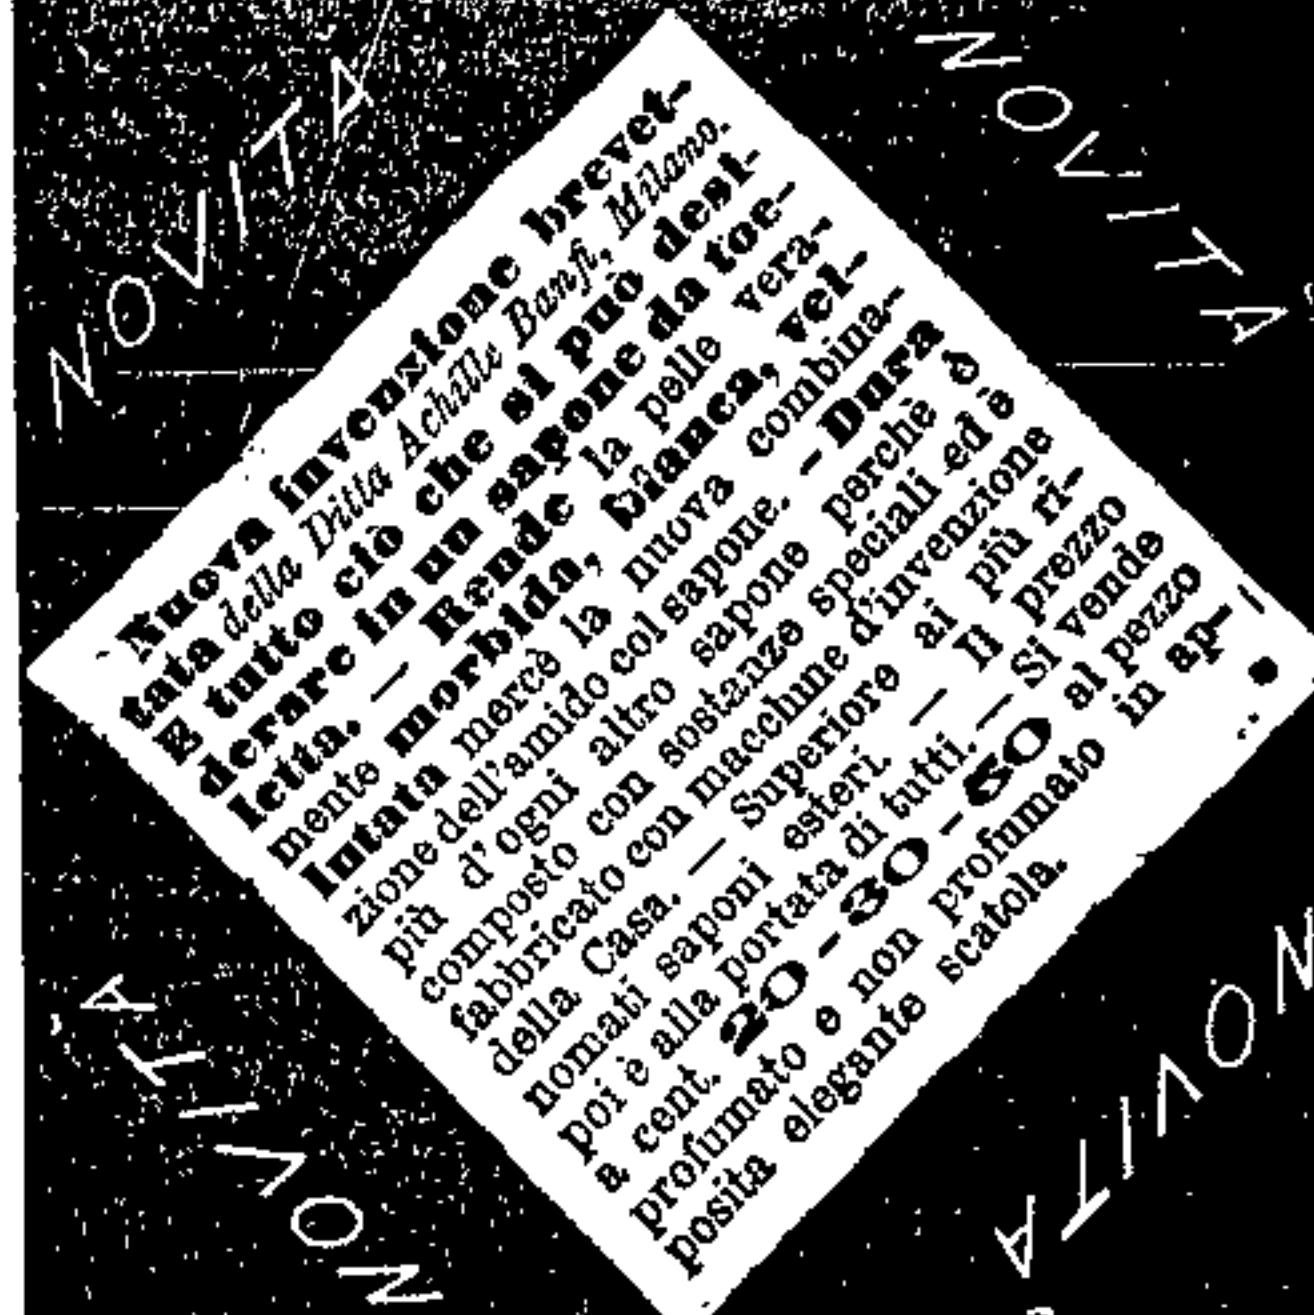 NOVITÀ
NOVITÀ
Nuova invenzione brevet-
tata della Ditta Achille Banfi, Milano.
È tutto ciò che si può desi-
derare in un sapone da toe-
letta. — Rende la pelle vera-
mente morbida, bianca, vel-
lutata mercè la nuova combina-
zione dell'amido col sapone. - Dura
più d'ogni altro sapone perchè è
composto con sostanze speciali ed è
fabbricato con macchine d'invenzione
della Casa. — Superiore ai più ri-
nomati saponi esteri. — Il prezzo
poi è alla portata di tutti. — Si vende
a cent. 20 - 30 - 50 al pezzo
profumato e non profumato in ap-
posita elegante scatola.
NOVITÀ
NOVITÀ